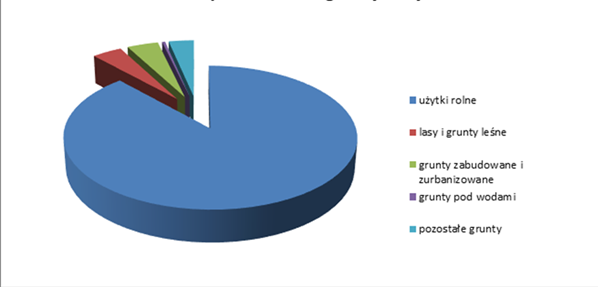 użytki rolne
lasy i grunty leśne
grunty zabudowane i
zurbanizowane
grunty pod wodami
pozostałe grunty